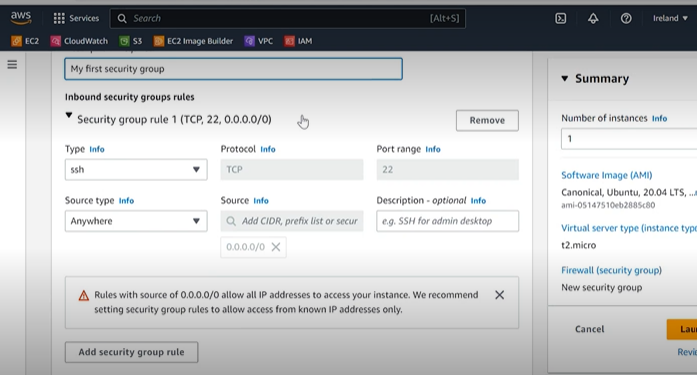 aws
Services
Search
[Alt+S]
Ireland
EC2
CloudWatch
S3
EC2 Image Builder
VPC
IAM
My first security group
Inbound security groups rules
Security group rule 1 (TCP, 22, 0.0.0.0/0)
Remove
Type Info
Protocol Info
Port range Info
ssh
TCP
22
Source type Info
Source Info
Description - optional Info
Anywhere
Add CIDR, prefix list or secur
e.g. SSH for admin desktop
0.0.0.0/0
Rules with source of 0.0.0.0/0 allow all IP addresses to access your instance. We recommend
setting security group rules to allow access from known IP addresses only.
Add security group rule
Summary
Number of instances Info
1
Software Image (AMI)
Canonical, Ubuntu, 20.04 LTS, ...
ami-05147510eb2885c80
Virtual server type (instance type
t2.micro
Firewall (security group)
New security group
Cancel
Lau
Revie